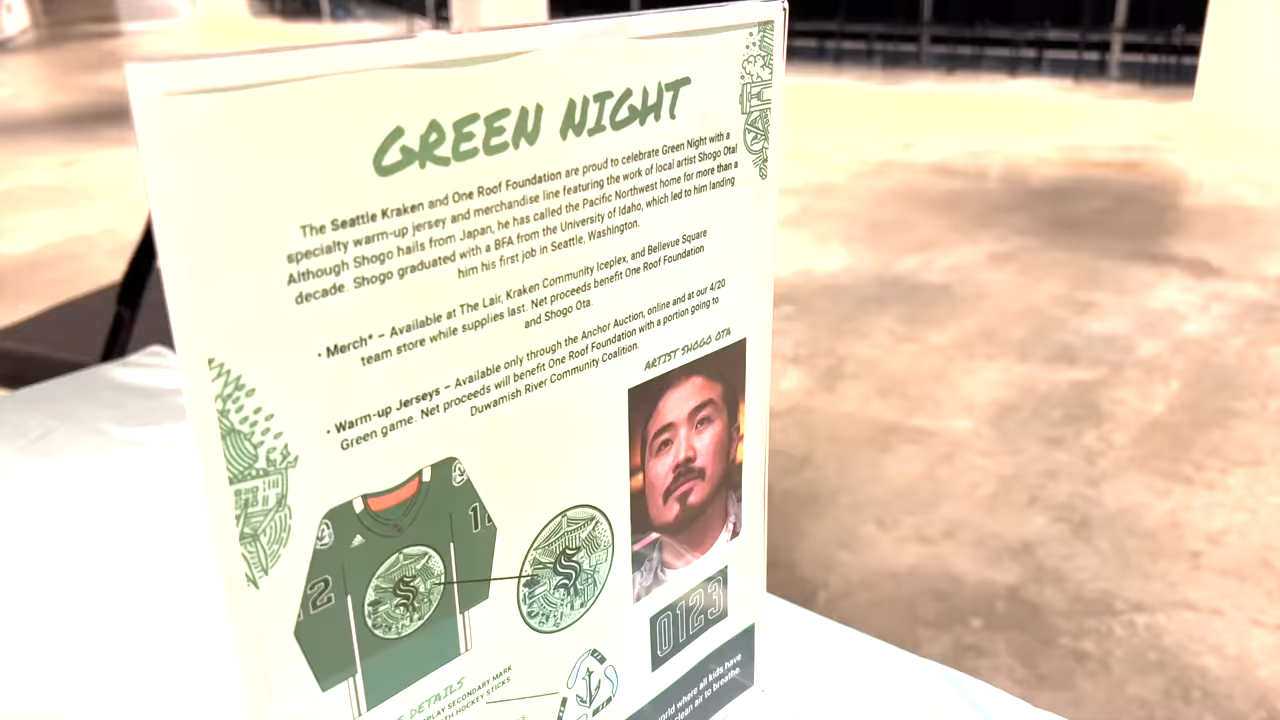 GREEN NIGHT
The Seattle Kraken and One Roof Foundation are proud to celebrate Green Night with a
specialty warm-up jersey and merchandise line featuring the work of local artist Shogo Ota!
Although Shogo hails from Japan, he has called the Pacific Northwest home for more than a
decade. Shogo graduated with a BFA from the University of Idaho, which led to him landing
him his first job in Seattle, Washington.
• Merch* – Available at The Lair, Kraken Community Iceplex, and Bellevue Square
team store while supplies last. Net proceeds benefit One Roof Foundation
and Shogo Ota.
• Warm-up Jerseys – Available only through the Anchor Auction, online and at our 4/20
Green game. Net proceeds will benefit One Roof Foundation with a portion going to
Duwamish River Community Coalition.
ARTIST SHOGO OTA
12
0123
DETAILS
SECONDARY MARK
HOCKEY STICKS
world where all kids have
clean air to breathe.